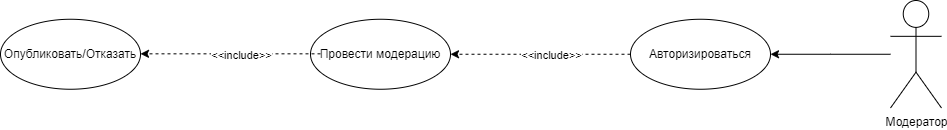 Опубликовать/Отказать
<<include>>
Провести модерацию
<<include>>
Авторизироваться
Модератор